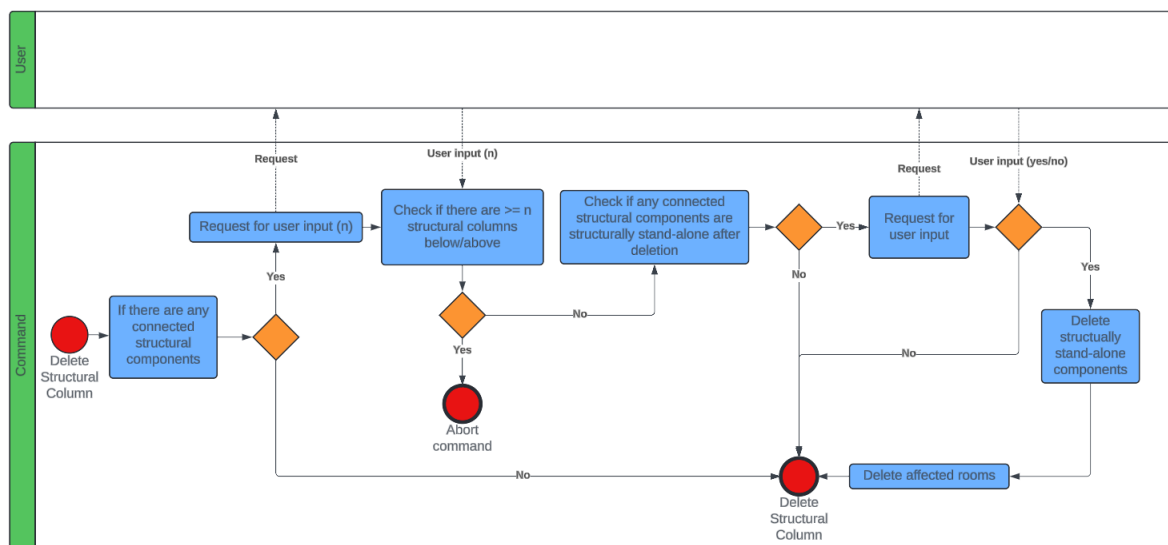 User
Command
Request
User input (n)
Request
User input (yes/no)
Request for user input (n)
Check if there are >= n
structural columns
below/above
Check if any connected
structural components are
structurally stand-alone after
deletion
Yes
Request for
user input
Yes
No
Yes
If there are any
connected
structural
components
No
Yes
No
Delete
structually
stand-alone
components
Delete
Structural
Column
Abort
command
No
Delete affected rooms
Delete
Structural
Column